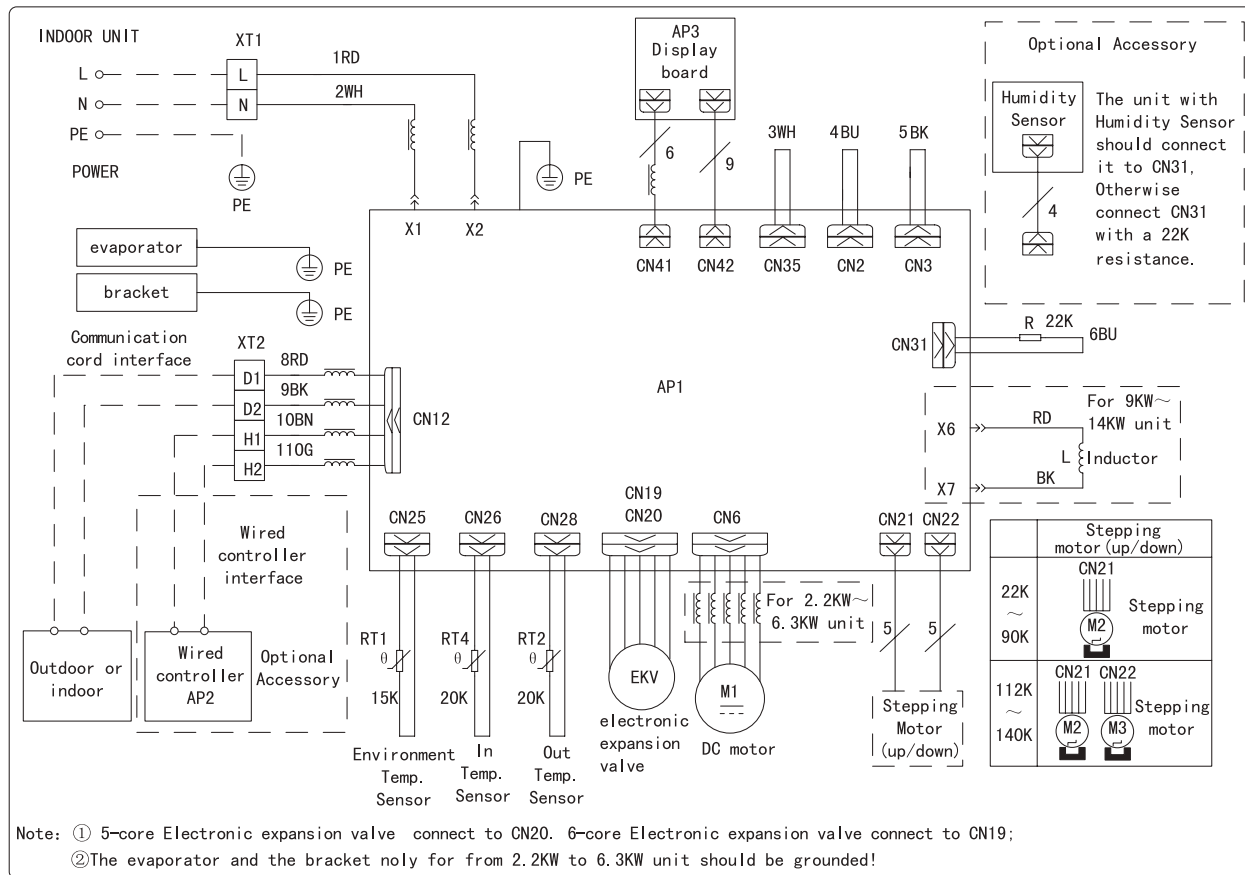 INDOOR UNIT
XT1
L
L
1RD
N
N
2WH
PE
POWER
PE
X1
X2
PE
AP3
Display
board
6
9
3WH
4BU
5BK
CN41
CN42
CN35
CN2
CN3
Optional Accessory
Humidity
Sensor
4
The unit with
Humidity Sensor
should connect
it to CN31,
Otherwise
connect CN31
with a 22K
resistance.
evaporator
PE
bracket
PE
Communication
cord interface
XT2
D1
8RD
D2
9BK
H1
10BN
H2
11OG
CN12
AP1
CN31
R
22K
6BU
For 9KW~
14KW unit
X6
RD
L
Inductor
X7
BK
Wired
controller
interface
Outdoor or
indoor
Wired
controller
AP2
Optional
Accessory
CN25
CN26
CN28
CN19
CN20
CN6
CN21
CN22
For 2.2KW~
6.3KW unit
RT1
θ
15K
RT4
θ
20K
RT2
θ
20K
EKV
M1
5
5
Environment
Temp.
Sensor
In
Temp.
Sensor
Out
Temp.
Sensor
electronic
expansion
valve
DC motor
Stepping
Motor
(up/down)
Stepping
motor(up/down)
22K
~
90K
CN21
M2
Stepping
motor
112K
~
140K
CN21
CN22
M2
M3
Stepping
motor
Note: ① 5-core Electronic expansion valve connect to CN20. 6-core Electronic expansion valve connect to CN19;
②The evaporator and the bracket noly for from 2.2KW to 6.3KW unit should be grounded!